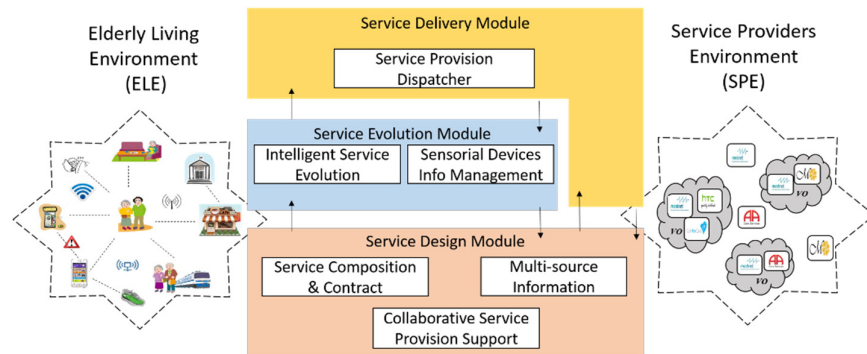 Elderly Living
Environment
(ELE)
Service Delivery Module
Service Provision
Dispatcher
Service Providers
Environment
(SPE)
Service Evolution Module
Intelligent Service
Evolution
Sensorial Devices
Info Management
Service Design Module
Service Composition
& Contract
Multi-source
Information
Collaborative Service
Provision Support
VO
VO
VO
htc
AA
AA